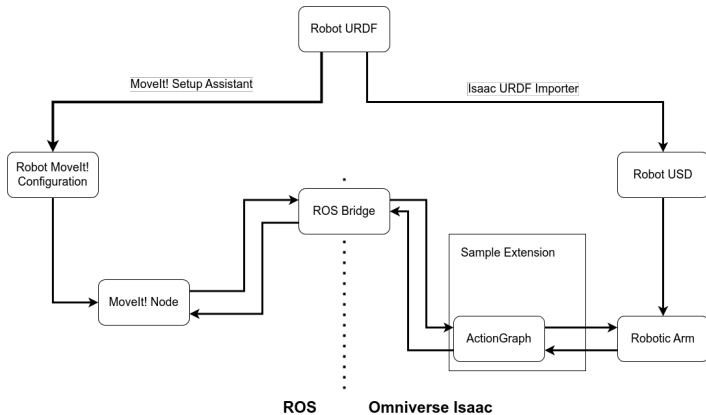 Robot URDF
MoveIt! Setup Assistant
Isaac URDF Importer
Robot MoveIt!
Configuration
Robot USD
ROS Bridge
Sample Extension
MoveIt! Node
ActionGraph
Robotic Arm
ROS
Omniverse Isaac